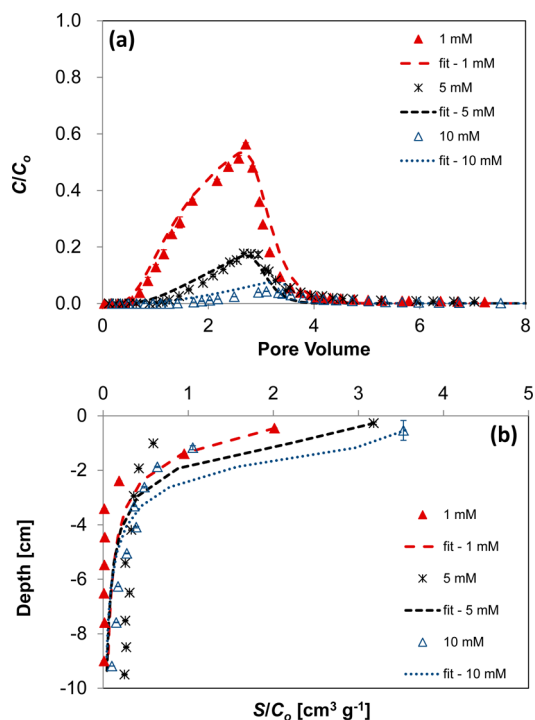 (a)
1.0
0.8
0.6
0.4
0.2
0.0
C/Co
1 mM
fit - 1 mM
5 mM
fit - 5 mM
10 mM
fit - 10 mM
0 2 4 6 8
Pore Volume
0 1 2 3 4 5
(b)
0
-2
-4
-6
-8
-10
Depth [cm]
1 mM
fit - 1 mM
5 mM
fit - 5 mM
10 mM
fit - 10 mM
S/Co [cm³ g⁻¹]